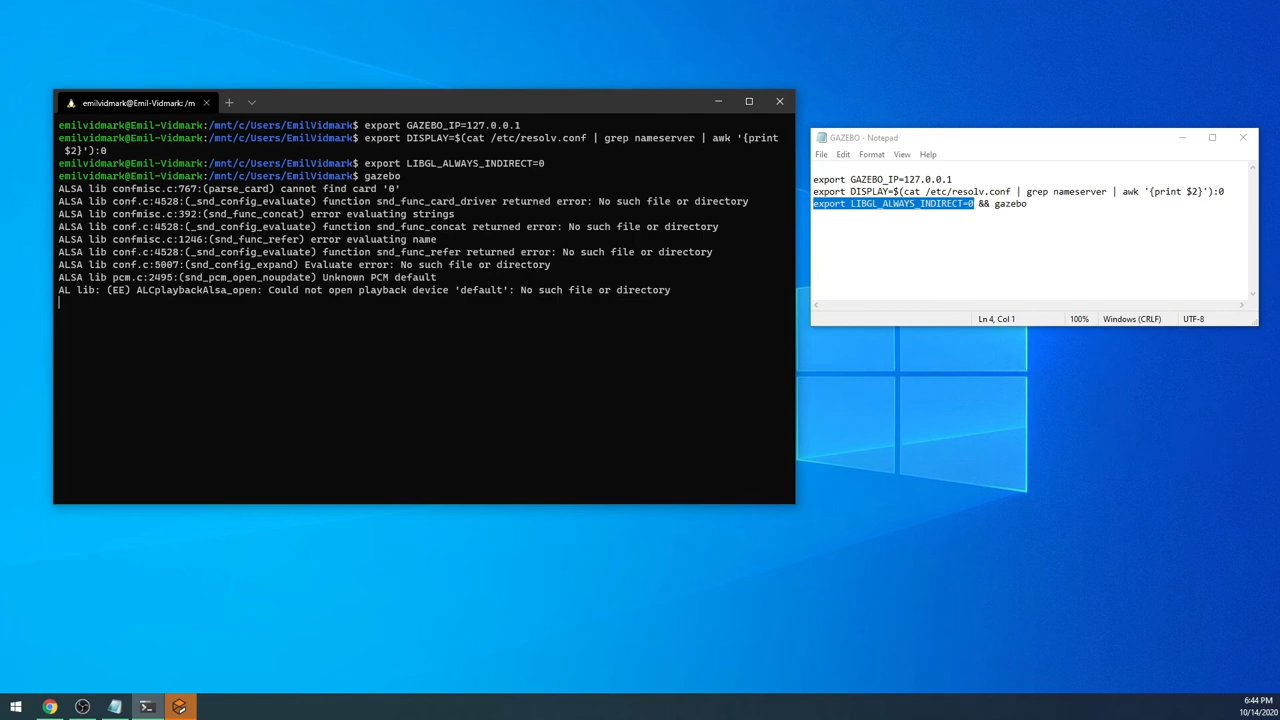 emilvidmark@Emil-Vidmark: /m
emilvidmark@Emil-Vidmark:/mnt/c/Users/EmilVidmark$ export GAZEBO_IP=127.0.0.1
emilvidmark@Emil-Vidmark:/mnt/c/Users/EmilVidmark$ export DISPLAY=$(cat /etc/resolv.conf | grep nameserver | awk '{print
$2}'):0
emilvidmark@Emil-Vidmark:/mnt/c/Users/EmilVidmark$ export LIBGL_ALWAYS_INDIRECT=0
emilvidmark@Emil-Vidmark:/mnt/c/Users/EmilVidmark$ gazebo
ALSA lib confmisc.c:767:(parse_card) cannot find card '0'
ALSA lib conf.c:4528:(_snd_config_evaluate) function snd_func_card_driver returned error: No such file or directory
ALSA lib confmisc.c:392:(snd_func_concat) error evaluating strings
ALSA lib conf.c:4528:(_snd_config_evaluate) function snd_func_concat returned error: No such file or directory
ALSA lib confmisc.c:1246:(snd_func_refer) error evaluating name
ALSA lib conf.c:4528:(_snd_config_evaluate) function snd_func_refer returned error: No such file or directory
ALSA lib conf.c:5007:(snd_config_expand) Evaluate error: No such file or directory
ALSA lib pcm.c:2495:(snd_pcm_open_noupdate) Unknown PCM default
AL lib: (EE) ALCplaybackAlsa_open: Could not open playback device 'default': No such file or directory
GAZEBO - Notepad
File Edit Format View Help
export GAZEBO_IP=127.0.0.1
export DISPLAY=$(cat /etc/resolv.conf | grep nameserver | awk '{print $2}'):0
export LIBGL_ALWAYS_INDIRECT=0 && gazebo
Ln 4, Col 1 100% Windows (CRLF) UTF-8
6:44 PM
10/14/2020